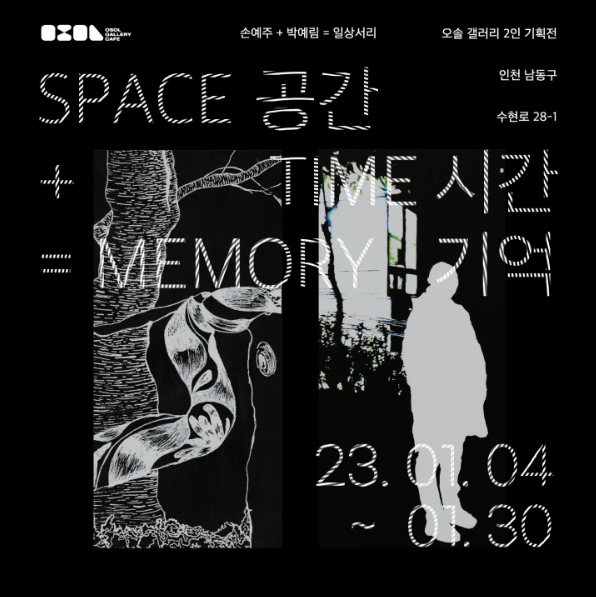 OSOL
OSOL
GALLERY
CAFE
손예주 + 박예림 = 일상서리
오솔 갤러리 2인 기획전
인천 남동구
수현로 28-1
SPACE 공간
+ TIME 시간
= MEMORY 기억
23. 01. 04
~ 01. 30